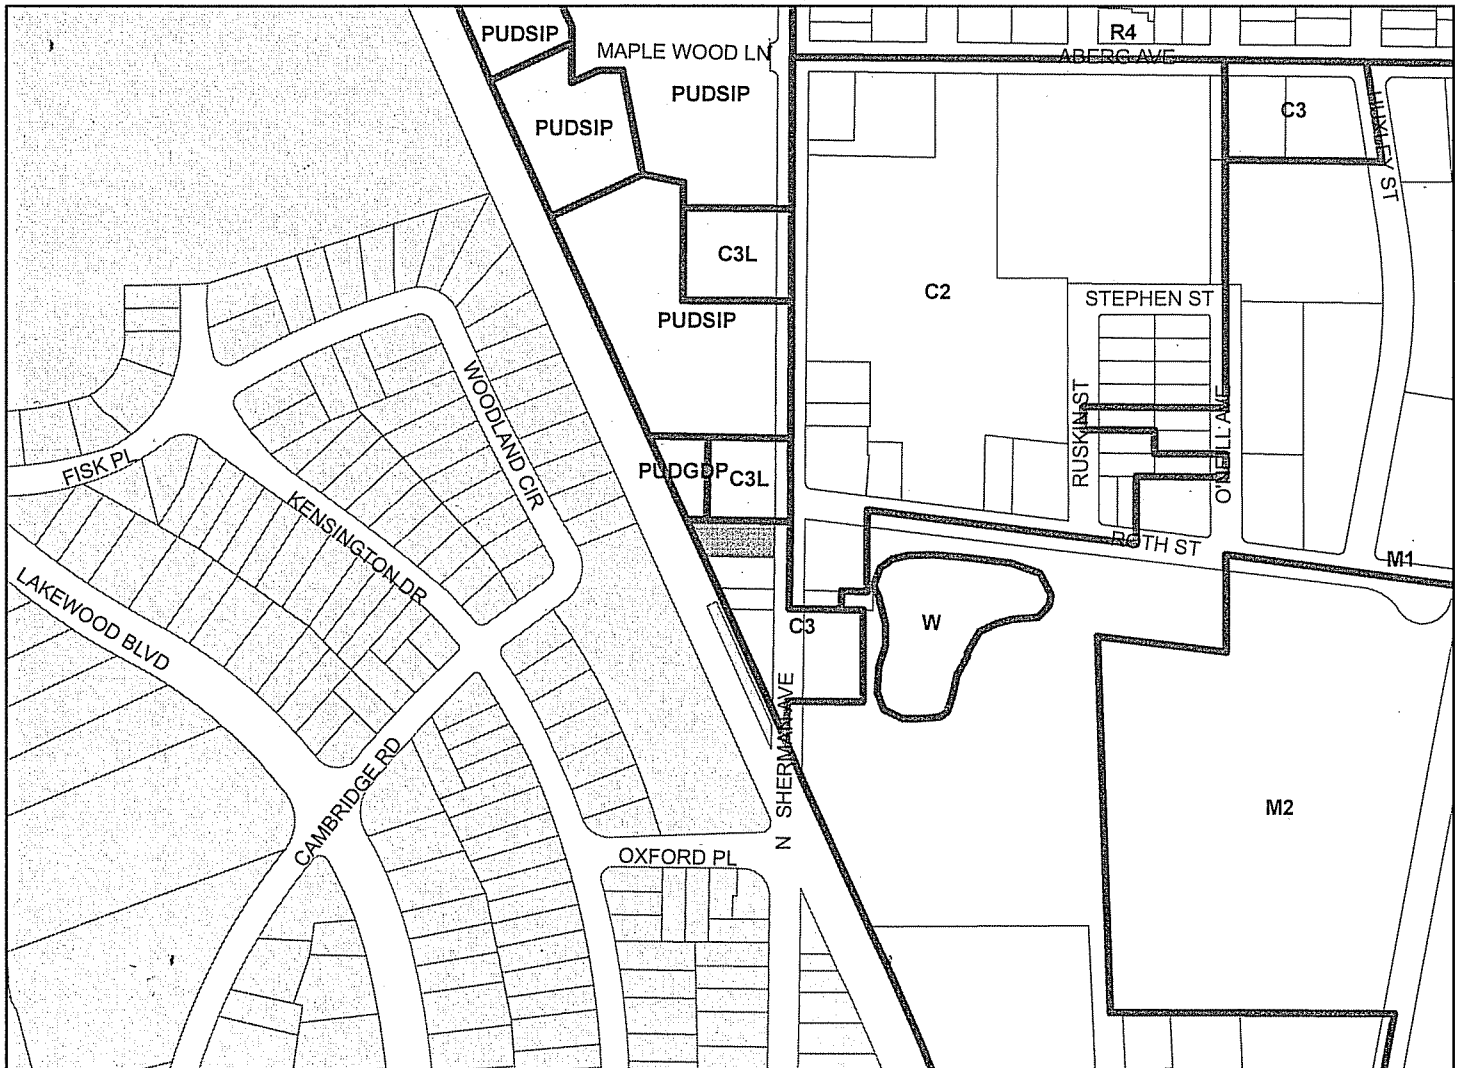 PUDSIP
MAPLE WOOD LN
R4
ABERG AVE
PUDSIP
C3
HUXLEY ST
PUDSIP
C3L
C2
STEPHEN ST
PUDSIP
WOODLAND CIR
RUSKIN ST
O'NEILL AVE
FISK PL
PUDGDP
C3L
KENSINGTON DR
ROTH ST
M1
LAKEWOOD BLVD
C3
W
N SHERMAN AVE
CAMBRIDGE RD
M2
OXFORD PL